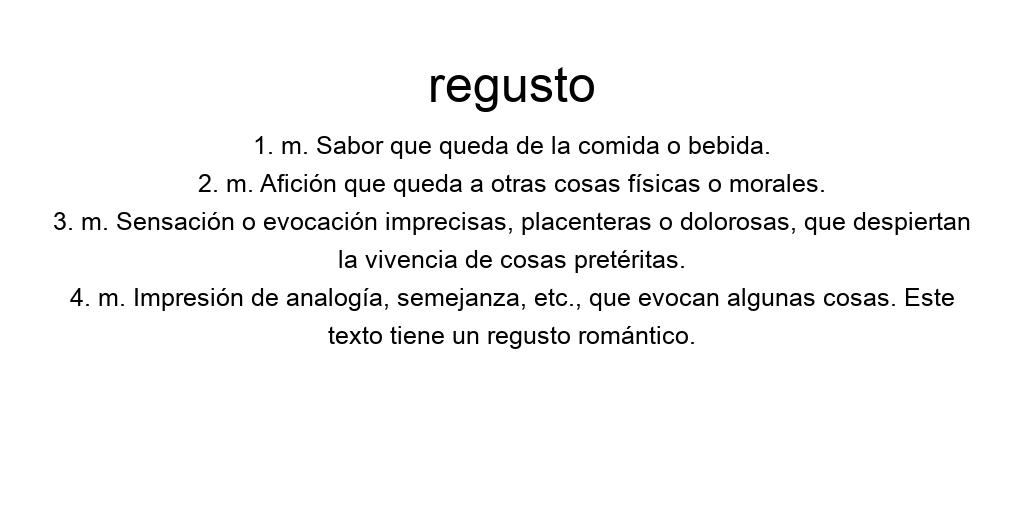 regusto
1. m. Sabor que queda de la comida o bebida.
2. m. Afición que queda a otras cosas físicas o morales.
3. m. Sensación o evocación imprecisas, placenteras o dolorosas, que despiertan
la vivencia de cosas pretéritas.
4. m. Impresión de analogía, semejanza, etc., que evocan algunas cosas. Este
texto tiene un regusto romántico.